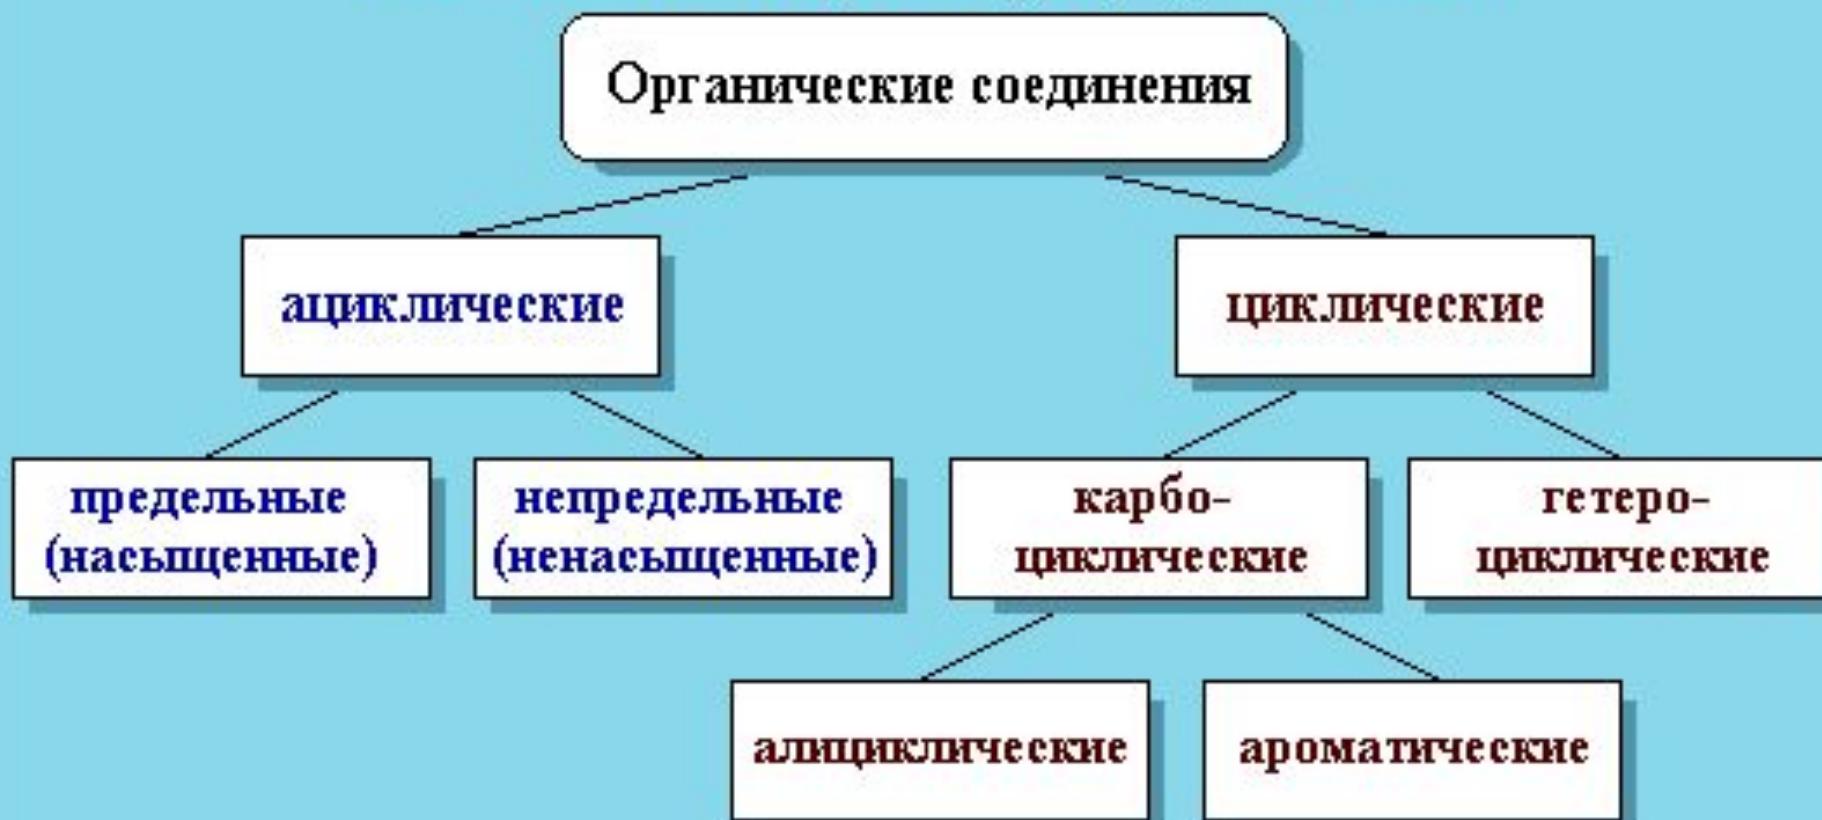 Органические соединения
ациклические
циклические
предельные
(насыщенные)
непредельные
(ненасыщенные)
карбо-
циклические
гетеро-
циклические
алициклические
ароматические